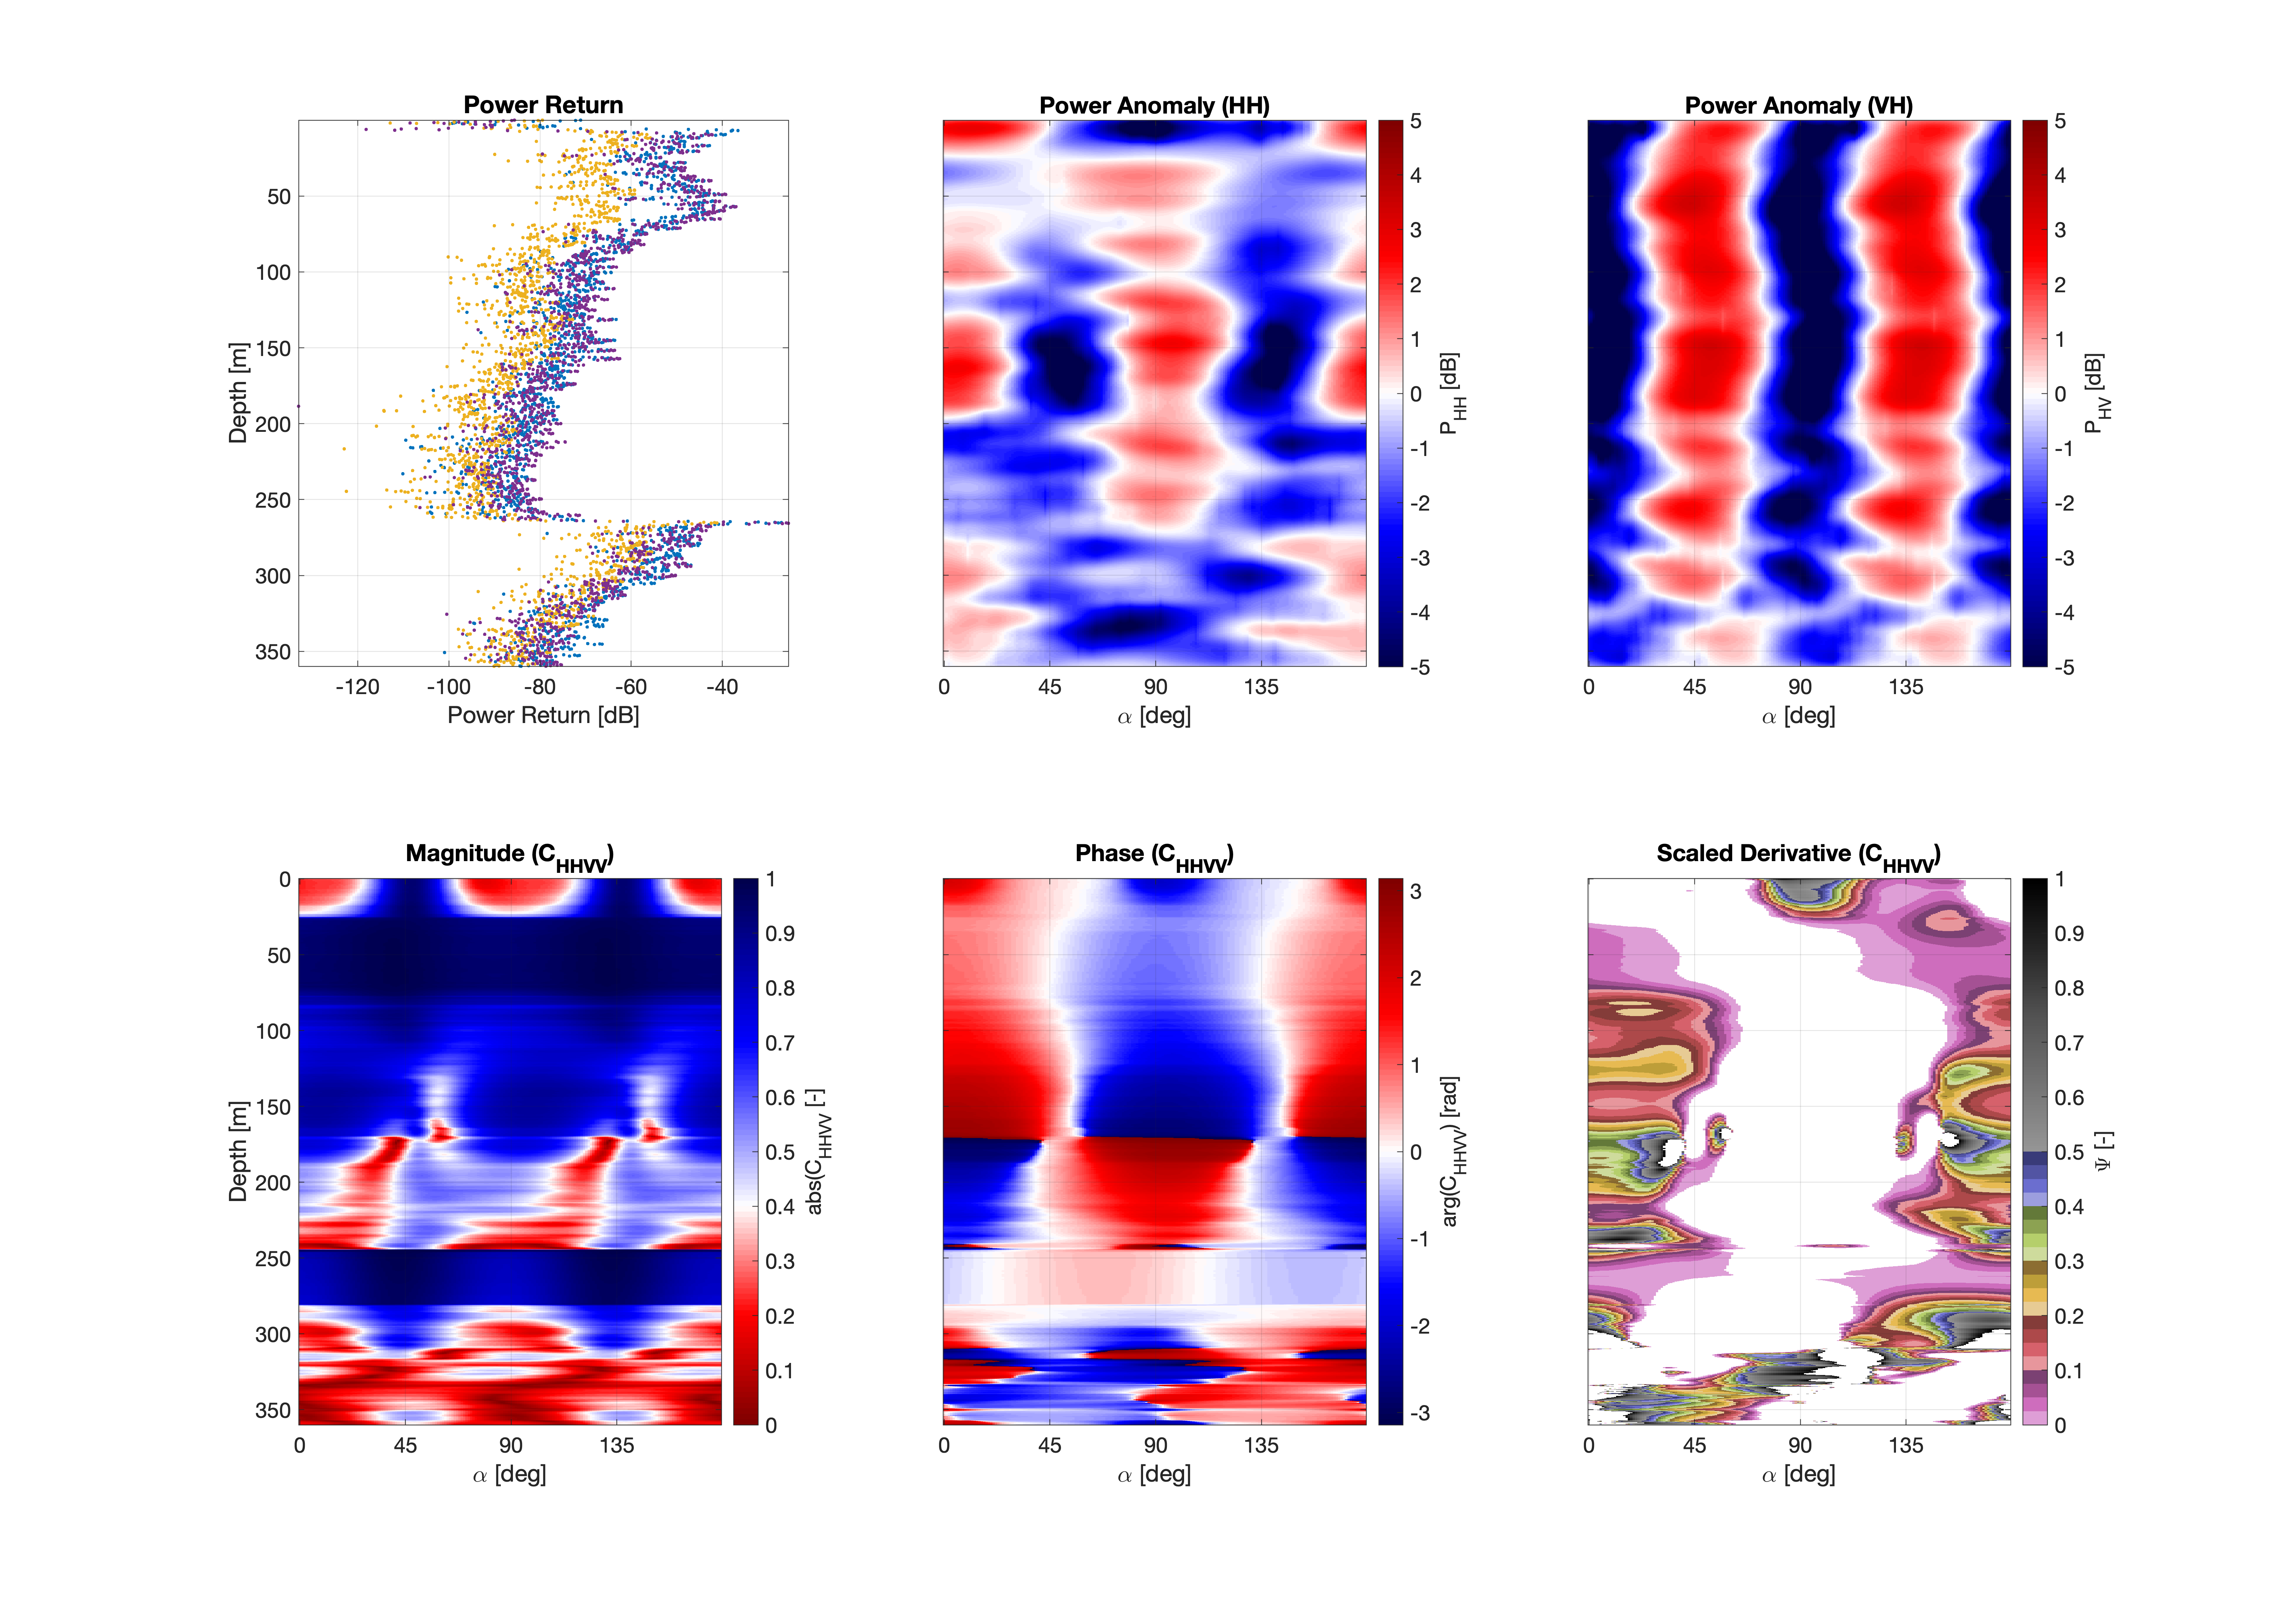 Power Return
50
100
150
200
250
300
350
Depth [m]
-120 -100 -80 -60 -40
Power Return [dB]
Power Anomaly (HH)
0 45 90 135
α [deg]
5
4
3
2
1
0
-1
-2
-3
-4
-5
P_HH [dB]
Power Anomaly (VH)
0 45 90 135
α [deg]
5
4
3
2
1
0
-1
-2
-3
-4
-5
P_HV [dB]
Magnitude (C_HHVV)
0
50
100
150
200
250
300
350
Depth [m]
0 45 90 135
α [deg]
1
0.9
0.8
0.7
0.6
0.5
0.4
0.3
0.2
0.1
0
abs(C_HHVV) [-]
Phase (C_HHVV)
0 45 90 135
α [deg]
3
2
1
0
-1
-2
-3
arg(C_HHVV) [rad]
Scaled Derivative (C_HHVV)
0 45 90 135
α [deg]
1
0.9
0.8
0.7
0.6
0.5
0.4
0.3
0.2
0.1
0
Ψ [-]